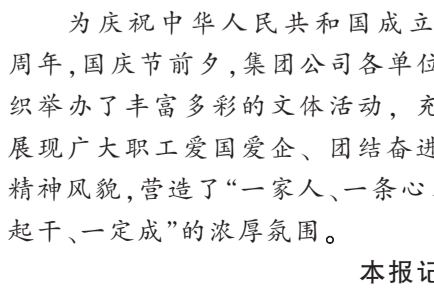 为庆祝中华人民共和国成立
周年，国庆节前夕，集团公司各单位
织举办了丰富多彩的文体活动，充
展现广大职工爱国爱企、团结奋进
精神风貌，营造了“一家人、一条心、
起干、一定成”的浓厚氛围。
本报记